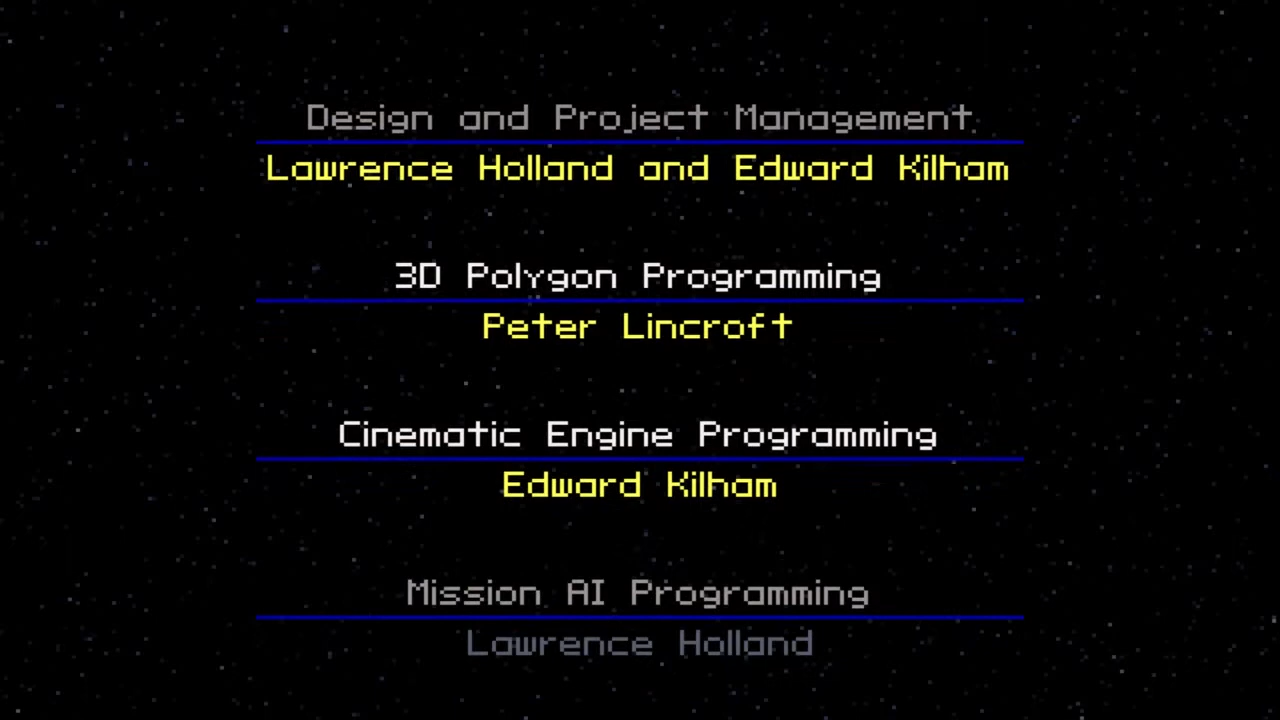 Design and Project Management
Lawrence Holland and Edward Kilham
3D Polygon Programming
Peter Lincroft
Cinematic Engine Programming
Edward Kilham
Mission AI Programming
Lawrence Holland